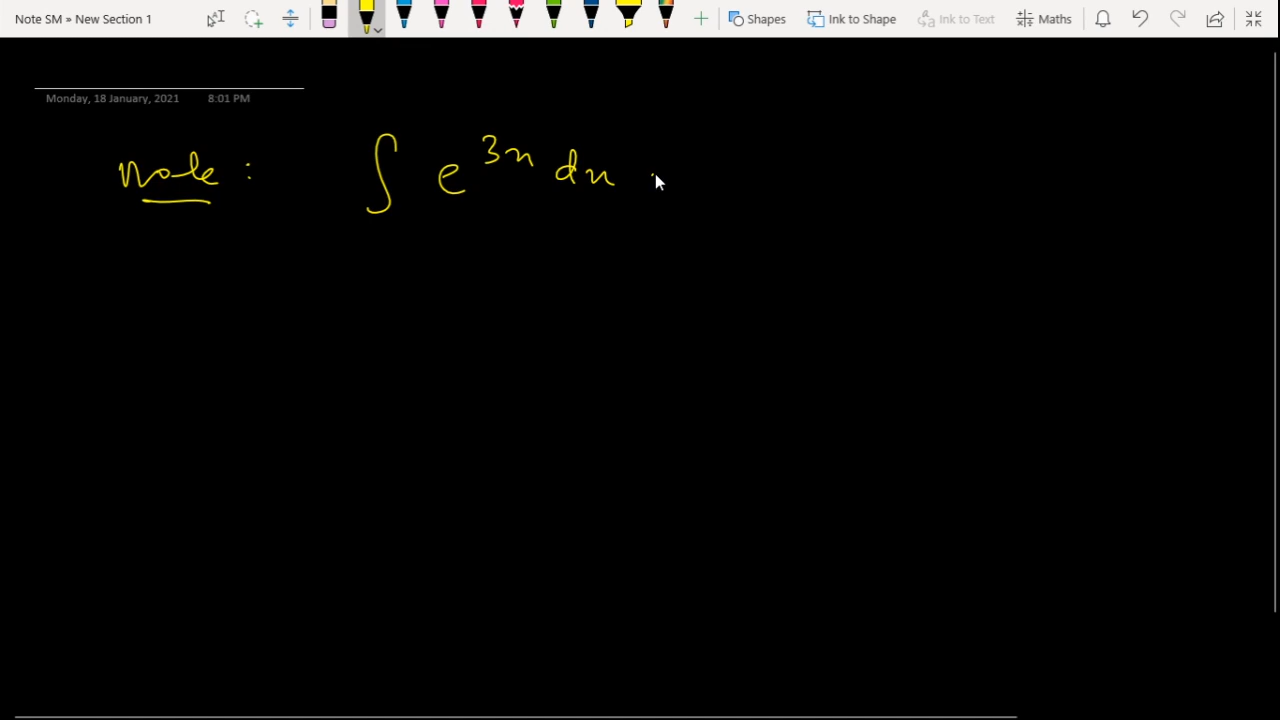 Note SM » New Section 1 Shapes Ink to Shape Ink to Text Maths
Monday, 18 January, 2021 8:01 PM
Note : ∫ e^{3x} dx